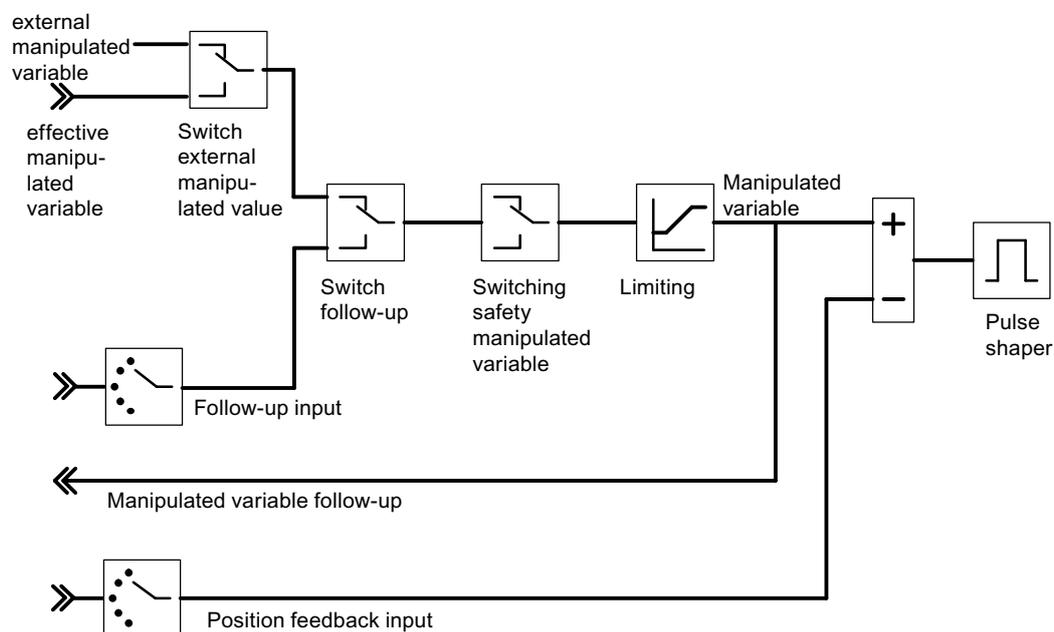 external
manipulated
variable
effective
manipu-
lated
variable
Switch
external
manipu-
lated value
Switch
follow-up
Switching
safety
manipulated
variable
Limiting
Manipulated
variable
+
−
Pulse
shaper
Follow-up input
Manipulated variable follow-up
Position feedback input